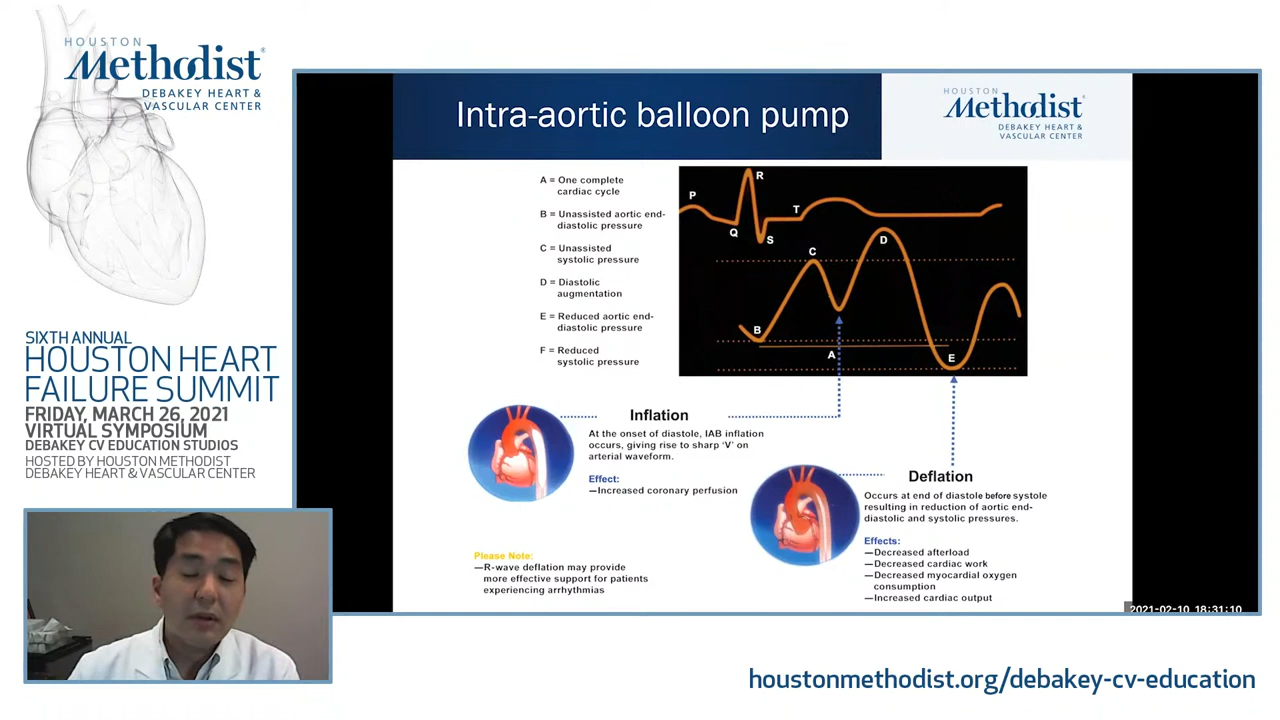 HOUSTON
Methodist®
DEBAKEY HEART &
VASCULAR CENTER
SIXTH ANNUAL
HOUSTON HEART
FAILURE SUMMIT
FRIDAY, MARCH 26, 2021
VIRTUAL SYMPOSIUM
DEBAKEY CV EDUCATION STUDIOS
HOSTED BY HOUSTON METHODIST
DEBAKEY HEART & VASCULAR CENTER
Intra-aortic balloon pump
HOUSTON
Methodist®
DEBAKEY HEART &
VASCULAR CENTER
A = One complete
cardiac cycle
B = Unassisted aortic end-
diastolic pressure
C = Unassisted
systolic pressure
D = Diastolic
augmentation
E = Reduced aortic end-
diastolic pressure
F = Reduced
systolic pressure
P
R
Q
S
T
C
D
B
A
E
Inflation
At the onset of diastole, IAB inflation
occurs, giving rise to sharp ‘V’ on
arterial waveform.
Effect:
—Increased coronary perfusion
Deflation
Occurs at end of diastole before systole
resulting in reduction of aortic end-
diastolic and systolic pressures.
Effects:
—Decreased afterload
—Decreased cardiac work
—Decreased myocardial oxygen
consumption
—Increased cardiac output
Please Note:
—R-wave deflation may provide
more effective support for patients
experiencing arrhythmias
2021-02-10 18:31:10
houstonmethodist.org/debakey-cv-education